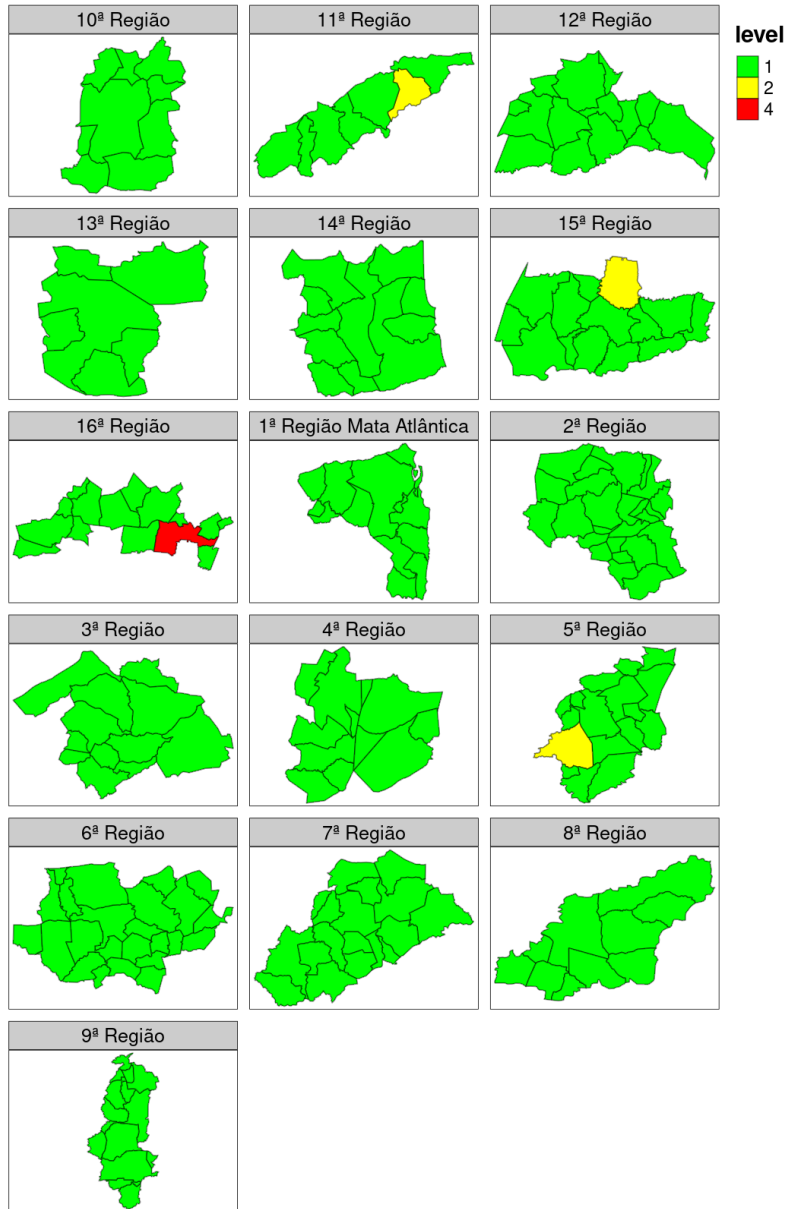 10ª Região
11ª Região
12ª Região
level
1
2
4
13ª Região
14ª Região
15ª Região
16ª Região
1ª Região Mata Atlântica
2ª Região
3ª Região
4ª Região
5ª Região
6ª Região
7ª Região
8ª Região
9ª Região